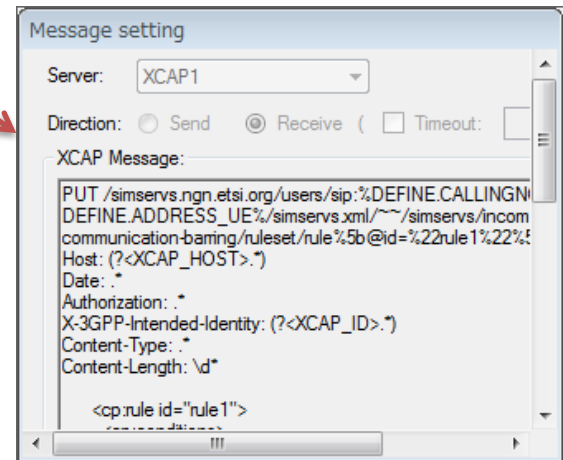 Message setting
Server: XCAP1
Direction: Send Receive ( Timeout:
XCAP Message:
PUT /simservs.ngn.etsi.org/users/sip:%DEFINE.CALLINGN
DEFINE.ADDRESS_UE%/simservs.xml/~~/simservs/incom
communication-barring/ruleset/rule%5b@id=%22rule1%22%5
Host: (?<XCAP_HOST>.*)
Date: .*
Authorization: .*
X-3GPP-Intended-Identity: (?<XCAP_ID>.*)
Content-Type: .*
Content-Length: \d*
<cp:rule id="rule1">